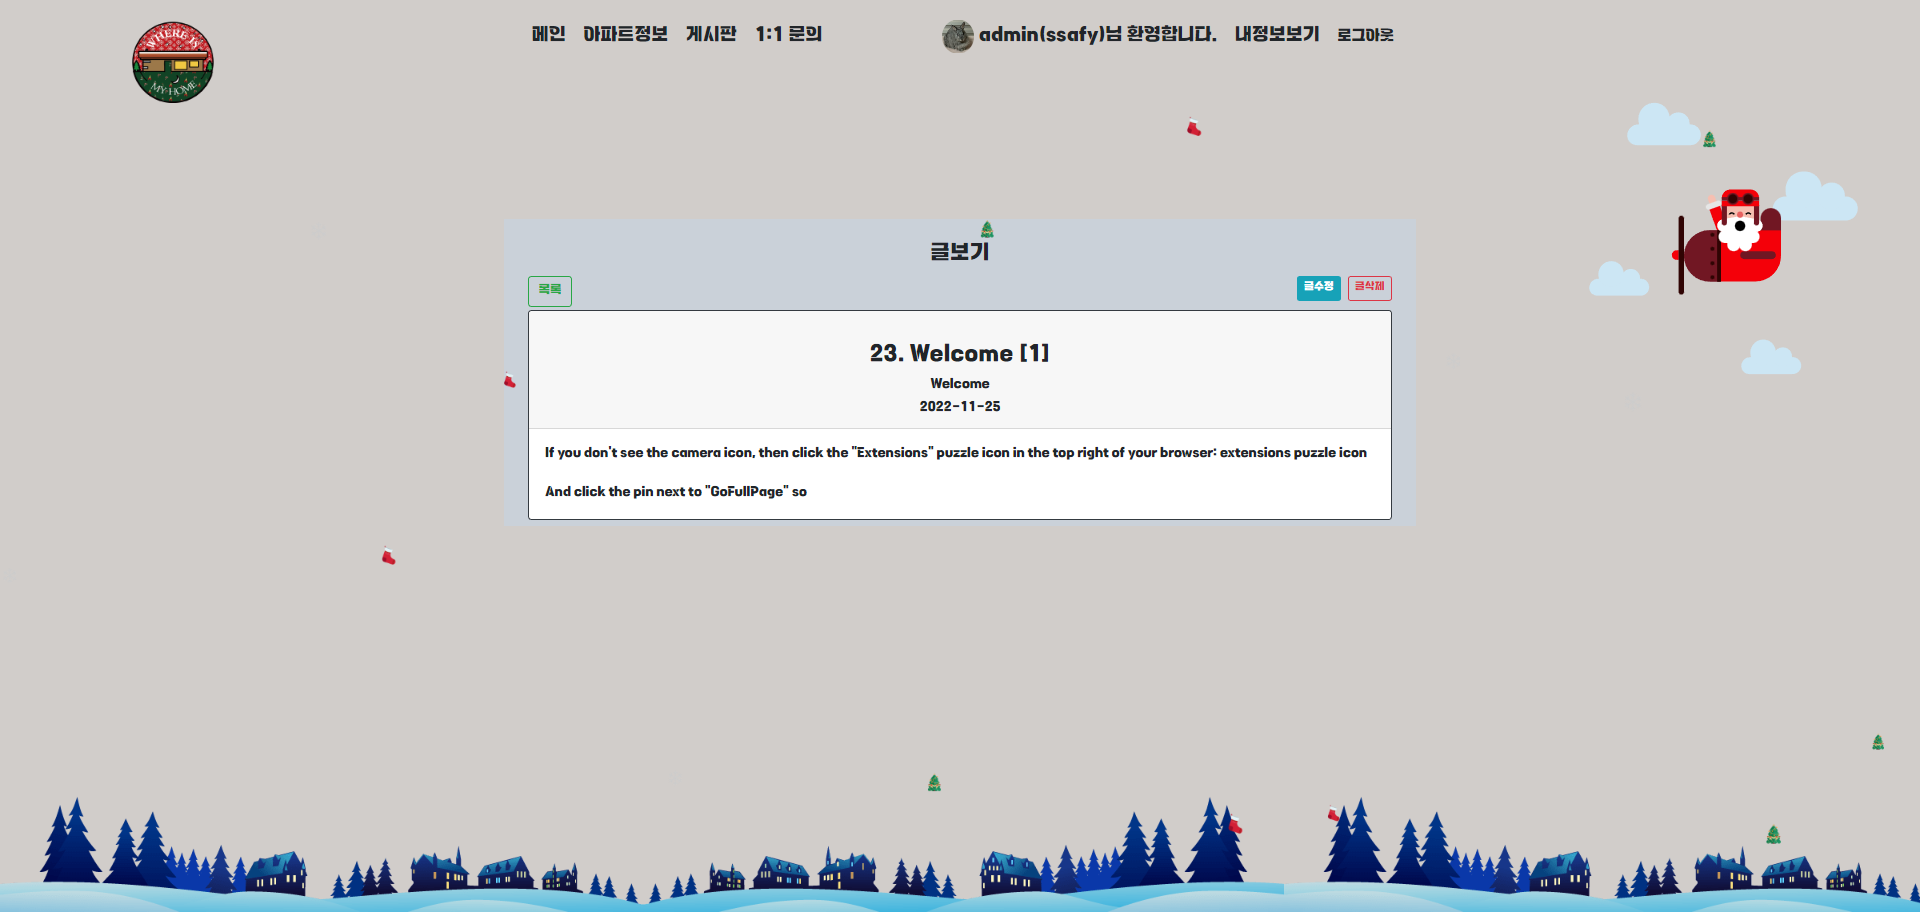 WHERE IS
MY HOME
메인 아파트정보 게시판 1:1 문의 admin(ssafy)님 환영합니다. 내정보보기 로그아웃
글보기
목록 글수정 글삭제
23. Welcome [1]
Welcome
2022-11-25
If you don't see the camera icon, then click the "Extensions" puzzle icon in the top right of your browser: extensions puzzle icon
And click the pin next to "GoFullPage" so